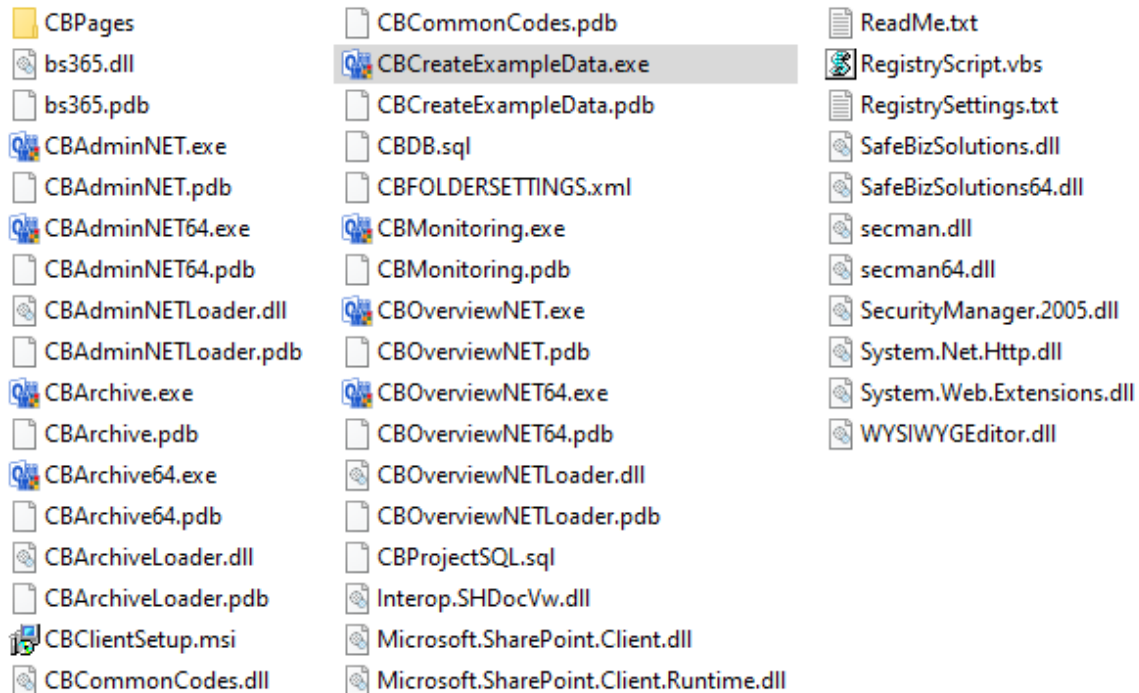 CBPages
bs365.dll
bs365.pdb
CBAdminNET.exe
CBAdminNET.pdb
CBAdminNET64.exe
CBAdminNET64.pdb
CBAdminNETLoader.dll
CBAdminNETLoader.pdb
CBArchive.exe
CBArchive.pdb
CBArchive64.exe
CBArchive64.pdb
CBArchiveLoader.dll
CBArchiveLoader.pdb
CBClientSetup.msi
CBCommonCodes.dll
CBCommonCodes.pdb
CBCreateExampleData.exe
CBCreateExampleData.pdb
CBDB.sql
CBFOLDERSETTINGS.xml
CBMonitoring.exe
CBMonitoring.pdb
CBOverviewNET.exe
CBOverviewNET.pdb
CBOverviewNET64.exe
CBOverviewNET64.pdb
CBOverviewNETLoader.dll
CBOverviewNETLoader.pdb
CBProjectSQL.sql
Interop.SHDocVw.dll
Microsoft.SharePoint.Client.dll
Microsoft.SharePoint.Client.Runtime.dll
ReadMe.txt
RegistryScript.vbs
RegistrySettings.txt
SafeBizSolutions.dll
SafeBizSolutions64.dll
secman.dll
secman64.dll
SecurityManager.2005.dll
System.Net.Http.dll
System.Web.Extensions.dll
WYSIWYGEditor.dll